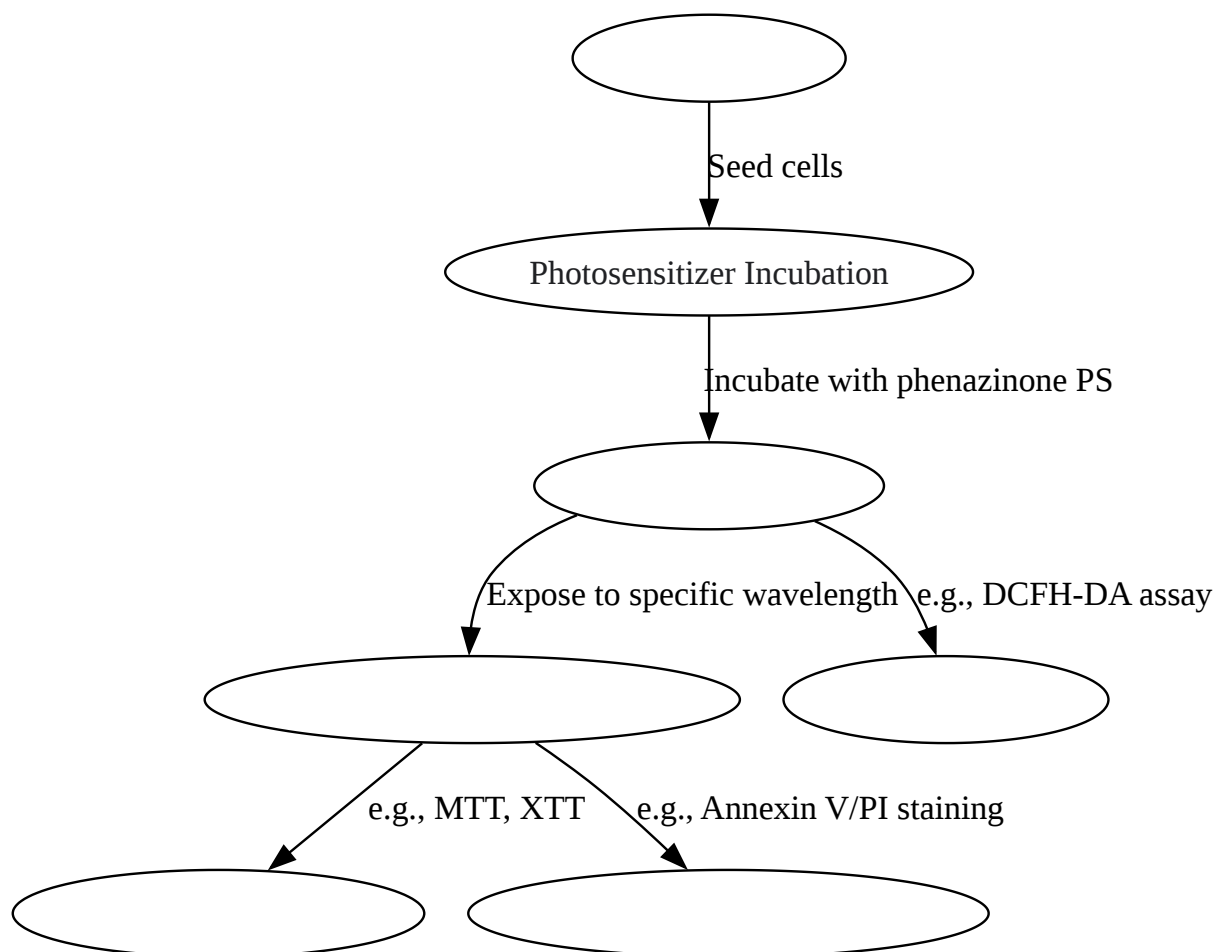 Seed cells
Photosensitizer Incubation
Incubate with phenazinone PS
Expose to specific wavelength
e.g., DCFH-DA assay
e.g., MTT, XTT
e.g., Annexin V/PI staining